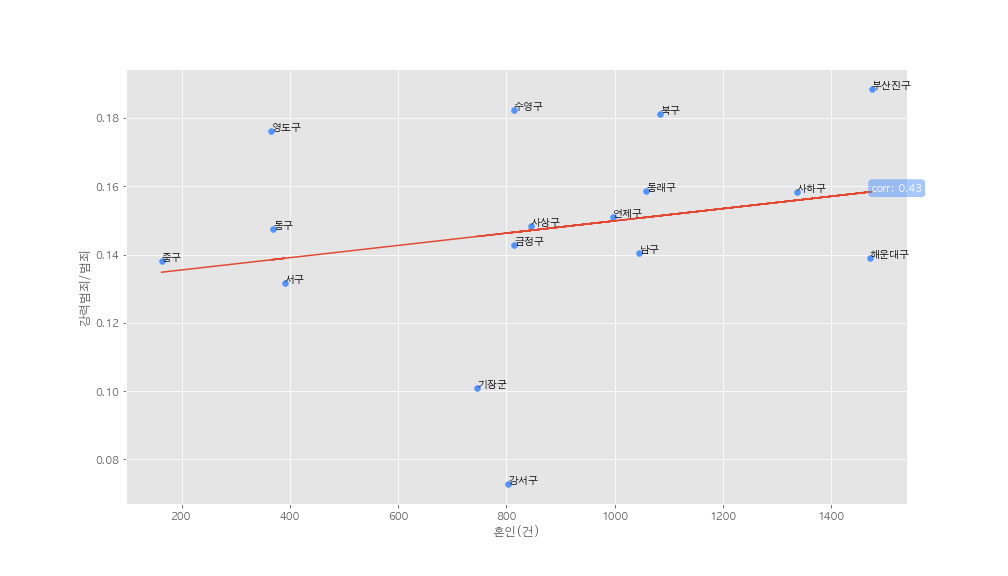 부산진구
수영구
북구
영도구
동래구
사하구
corr: 0.43
연제구
사상구
동구
금정구
남구
해운대구
중구
서구
기장군
강서구
0.18
0.16
0.14
0.12
0.10
0.08
강력범죄/범죄
200
400
600
800
1000
1200
1400
혼인(건)